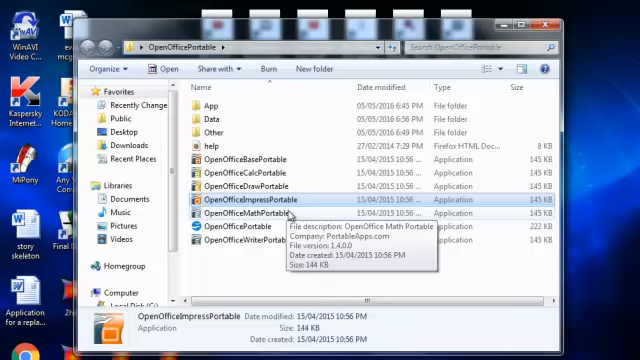 OpenOfficePortable
Search OpenOfficePortable
Organize
Open
Share with
Burn
New folder
Name
Date modified
Type
Size
Favorites
Recently Change
Public
Desktop
Downloads
Recent Places
Libraries
Documents
Music
Pictures
Videos
Homegroup
Computer
App 05/05/2016 6:45 PM File folder
Data 05/05/2016 6:44 PM File folder
Other 05/05/2016 6:43 PM File folder
help 27/02/2014 7:29 PM Firefox HTML Doc... 8 KB
OpenOfficeBasePortable 15/04/2015 10:56 ... Application 145 KB
OpenOfficeCalcPortable 15/04/2015 10:56 ... Application 145 KB
OpenOfficeDrawPortable 15/04/2015 10:56 ... Application 145 KB
OpenOfficeImpressPortable 15/04/2015 10:56 ... Application 145 KB
OpenOfficeMathPortable 15/04/2015 10:56 ... Application 145 KB
OpenOfficePortable Application 222 KB
OpenOfficeWriterPortab Application 145 KB
File description: OpenOffice Math Portable
Company: PortableApps.com
File version: 1.4.0.0
Date created: 15/04/2015 10:56 PM
Size: 144 KB
OpenOfficeImpressPortable Date modified: 15/04/2015 10:56 PM
Application Size: 144 KB
Date created: 15/04/2015 10:56 PM
WinAVI
Video C...
Kaspersky
Internet...
MiPony
story
skeleton
Application
for a repla...